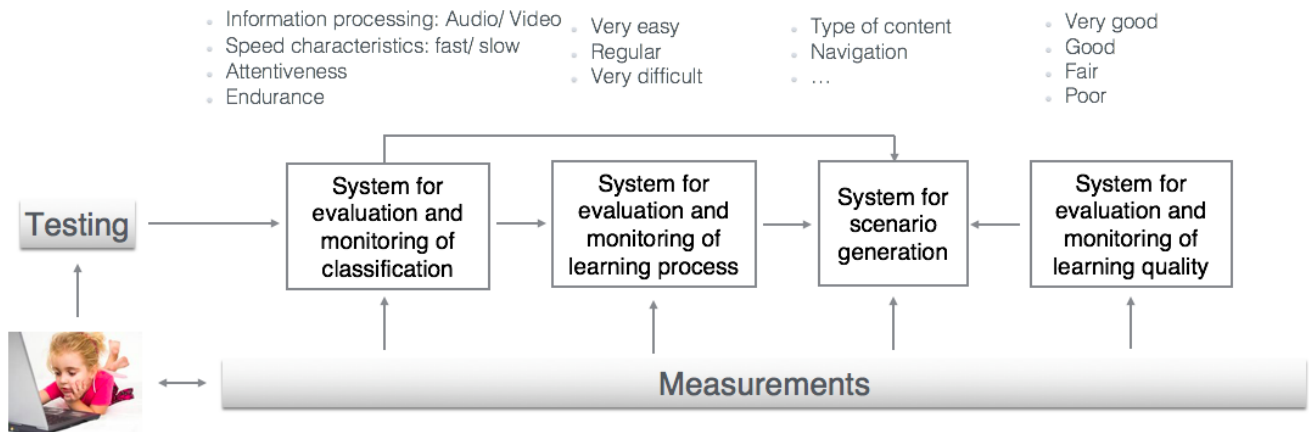 Information processing: Audio/ Video
Speed characteristics: fast/ slow
Attentiveness
Endurance
Very easy
Regular
Very difficult
Type of content
Navigation
…
Very good
Good
Fair
Poor
Testing
System for
evaluation and
monitoring of
classification
System for
evaluation and
monitoring of
learning process
System for
scenario
generation
System for
evaluation and
monitoring of
learning quality
Measurements